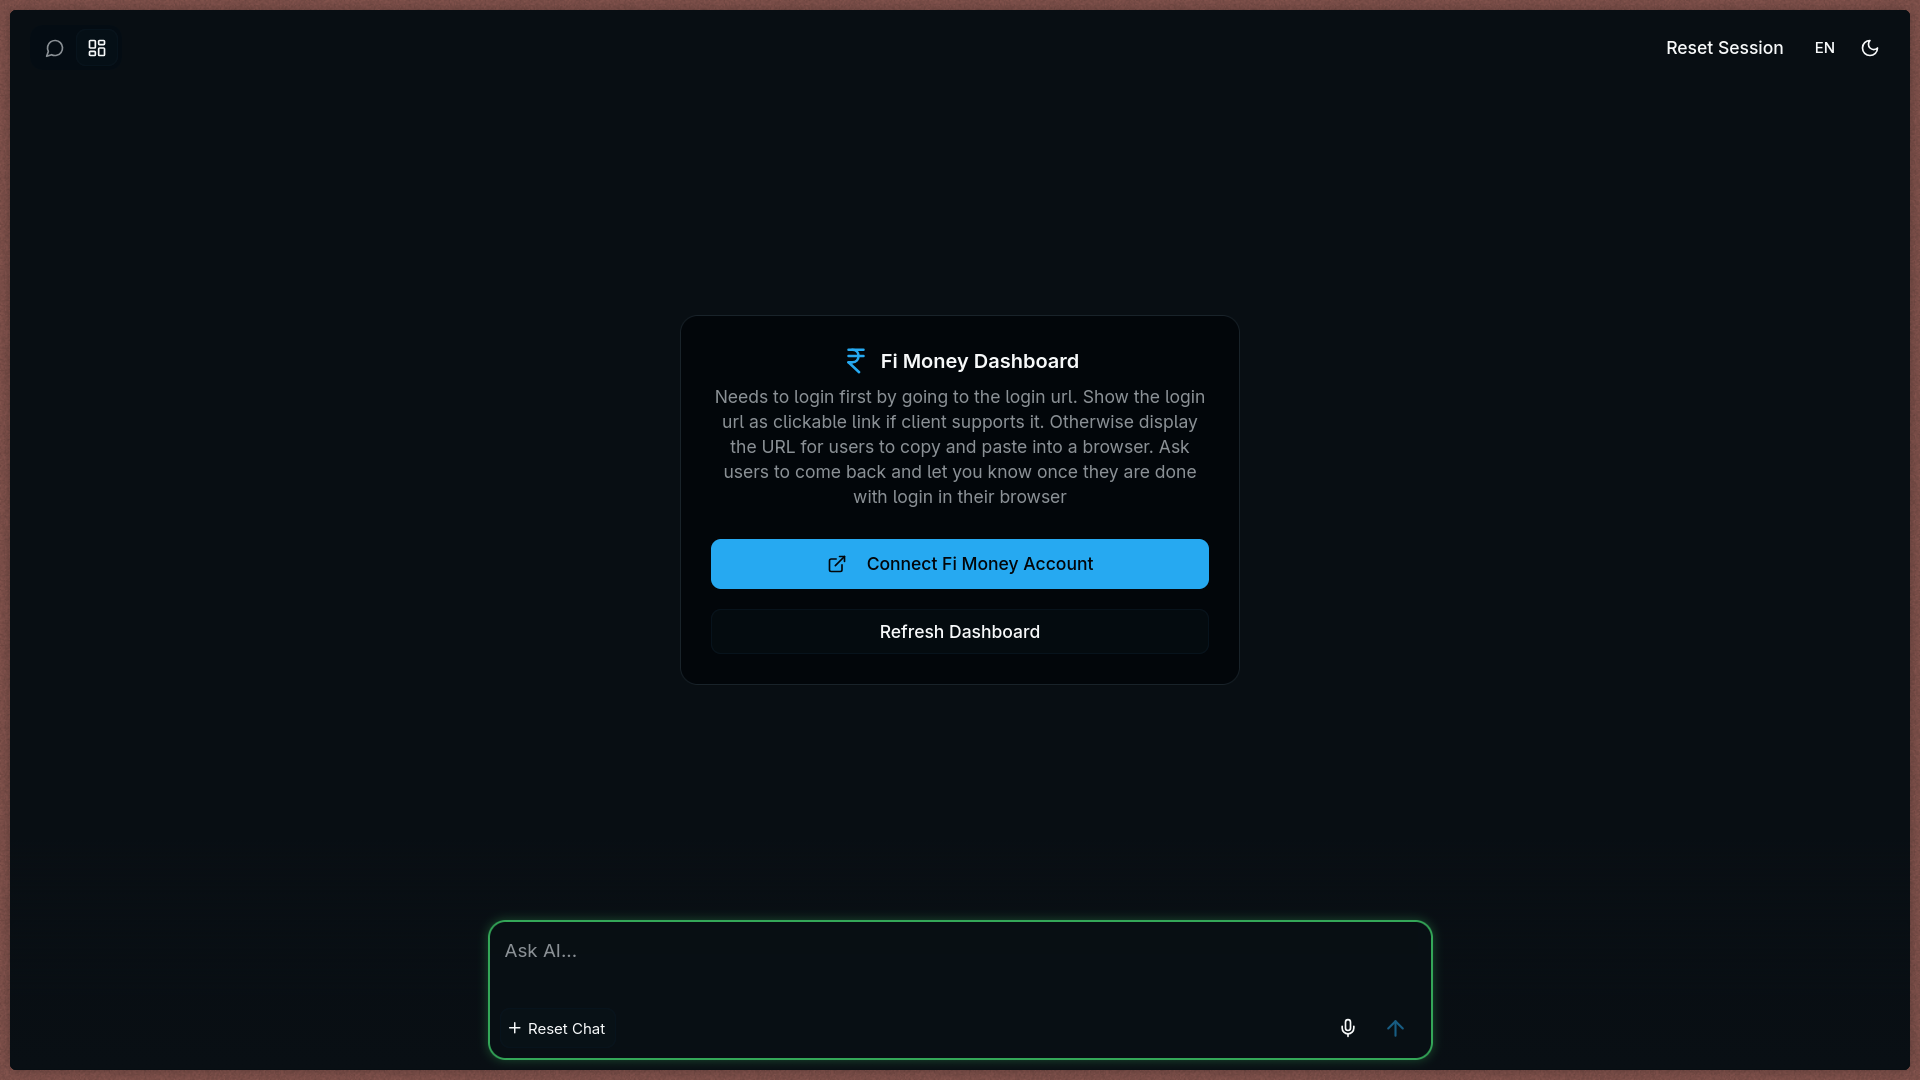 Reset Session
EN
Fi Money Dashboard
Needs to login first by going to the login url. Show the login
url as clickable link if client supports it. Otherwise display
the URL for users to copy and paste into a browser. Ask
users to come back and let you know once they are done
with login in their browser
Connect Fi Money Account
Refresh Dashboard
Ask AI...
Reset Chat